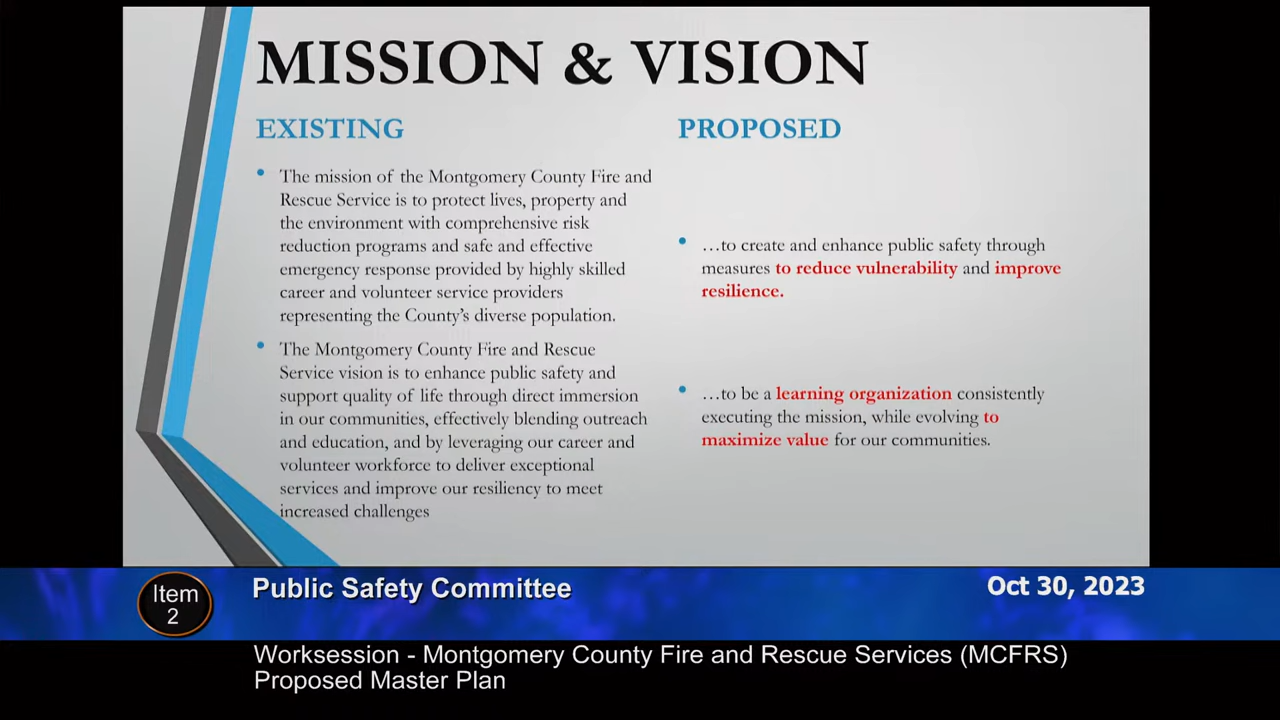 MISSION & VISION
EXISTING
The mission of the Montgomery County Fire and
Rescue Service is to protect lives, property and
the environment with comprehensive risk
reduction programs and safe and effective
emergency response provided by highly skilled
career and volunteer service providers
representing the County's diverse population.
The Montgomery County Fire and Rescue
Service vision is to enhance public safety and
support quality of life through direct immersion
in our communities, effectively blending outreach
and education, and by leveraging our career and
volunteer workforce to deliver exceptional
services and improve our resiliency to meet
increased challenges
PROPOSED
…to create and enhance public safety through
measures to reduce vulnerability and improve
resilience.
…to be a learning organization consistently
executing the mission, while evolving to
maximize value for our communities.
Item
2
Public Safety Committee
Oct 30, 2023
Worksession - Montgomery County Fire and Rescue Services (MCFRS)
Proposed Master Plan